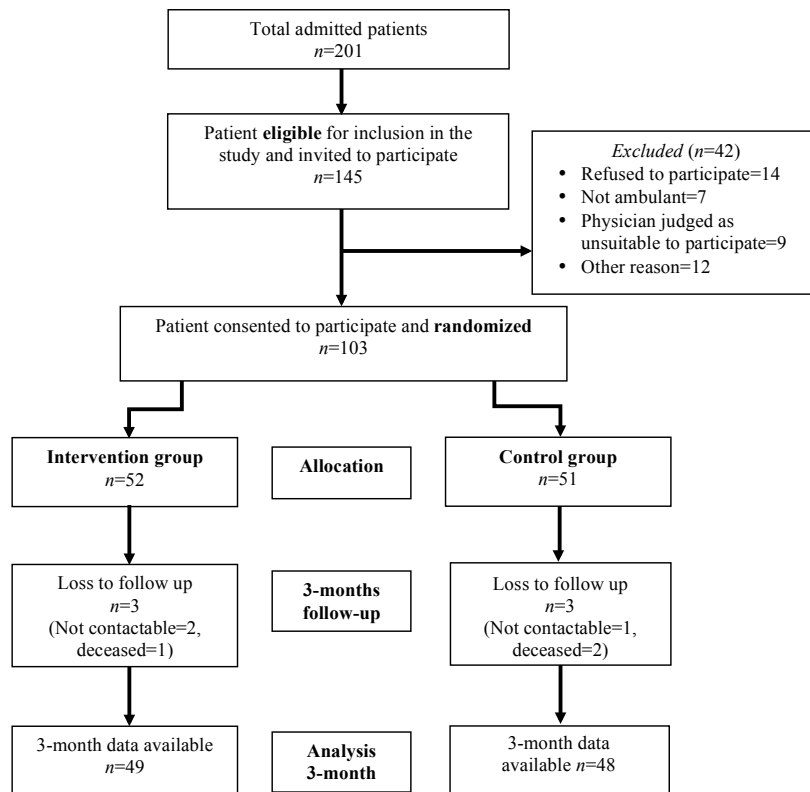 Total admitted patients
n=201
Patient eligible for inclusion in the
study and invited to participate
n=145
Excluded (n=42)
• Refused to participate=14
• Not ambulant=7
• Physician judged as
unsuitable to participate=9
• Other reason=12
Patient consented to participate and randomized
n=103
Intervention group
n=52
Allocation
Control group
n=51
Loss to follow up
n=3
(Not contactable=2,
deceased=1)
3-months
follow-up
Loss to follow up
n=3
(Not contactable=1,
deceased=2)
3-month data available
n=49
Analysis
3-month
3-month data
available n=48